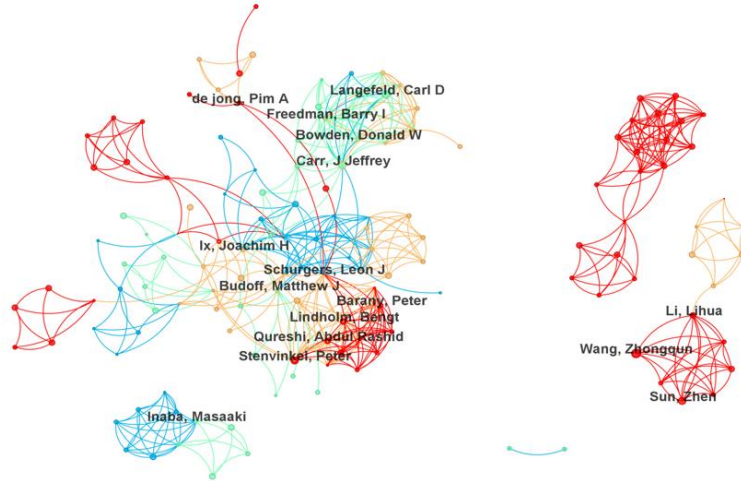 Langefeld, Carl D
de jong, Pim A
Freedman, Barry I
Bowden, Donald W
Carr, J Jeffrey
Ix, Joachim H
Schurgers, Leon J
Budoff, Matthew J
Barany, Peter
Lindholm, Bengt
Qureshi, Abdul Rashid
Stenvinkel, Peter
Li, Lihua
Wang, Zhongqun
Sun, Zhen
Inaba, Masaaki